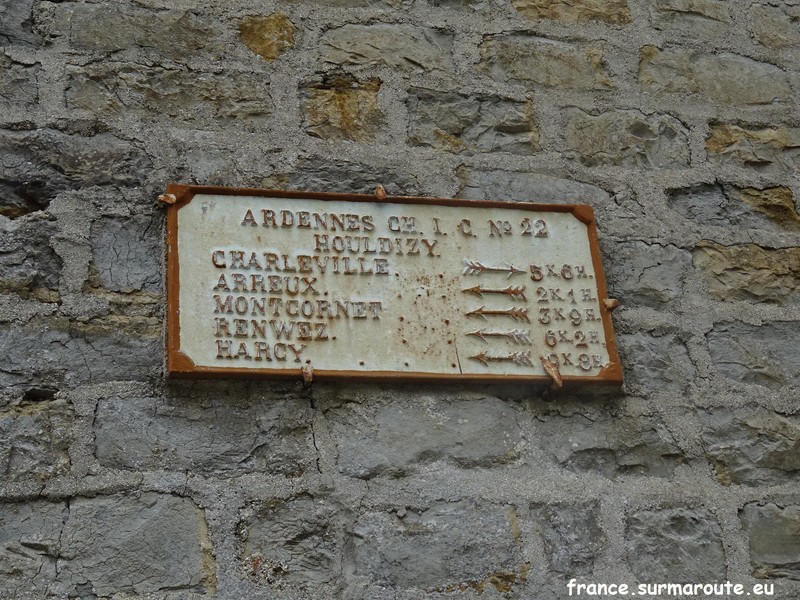 ARDENNES CH. I. C. No. 22
HOULDIZY.
CHARLEVILLE. 5K6H.
ARREUX. 2K1H.
MONTCORNET 3K9H.
RENWEZ. 6K2H.
HARCY. 9K8H.
france.surmaroute.eu